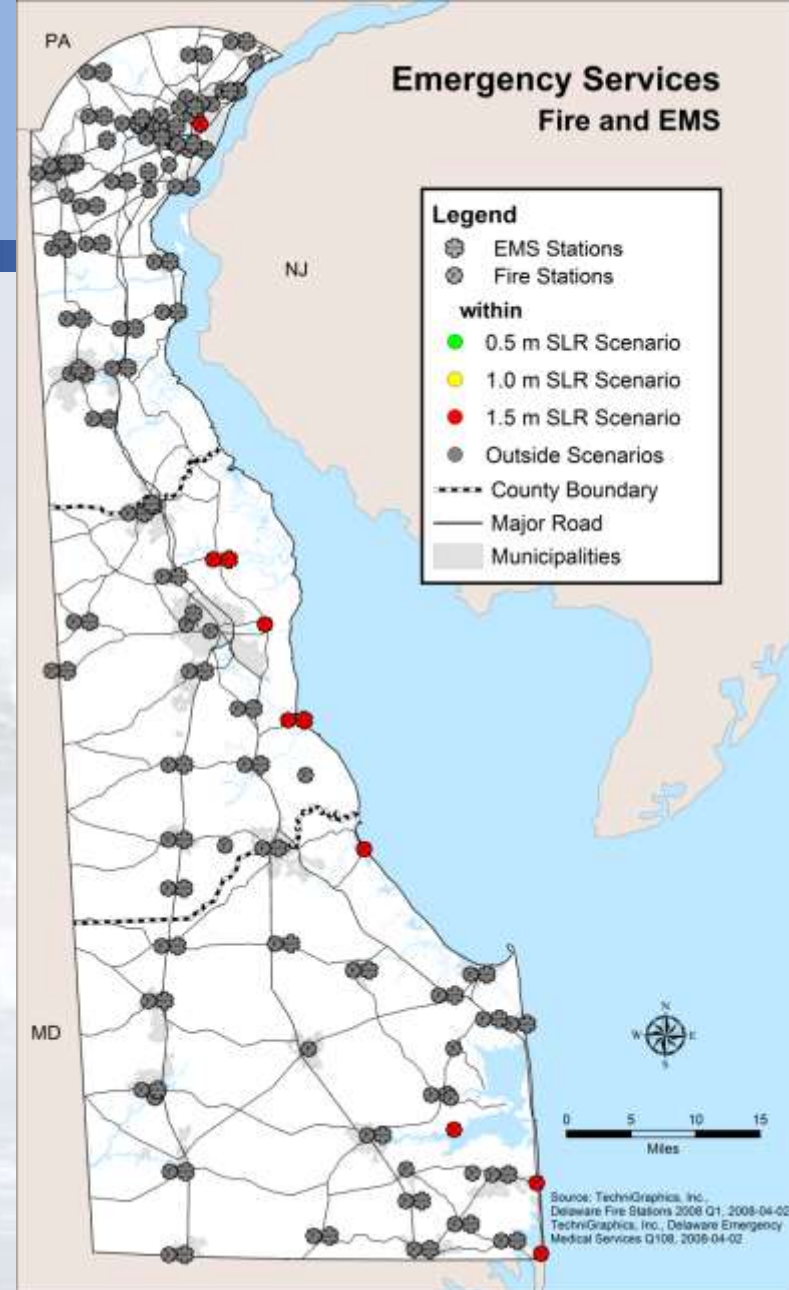 PA
Emergency Services
Fire and EMS
Legend
EMS Stations
Fire Stations
within
0.5 m SLR Scenario
1.0 m SLR Scenario
1.5 m SLR Scenario
Outside Scenarios
County Boundary
Major Road
Municipalities
NJ
MD
N
W E
S
0 5 10 15
Miles
Source: TechniGraphics, Inc.,
Delaware Fire Stations 2008 Q1, 2008-04-02
TechniGraphics, Inc., Delaware Emergency
Medical Services Q108, 2008-04-02